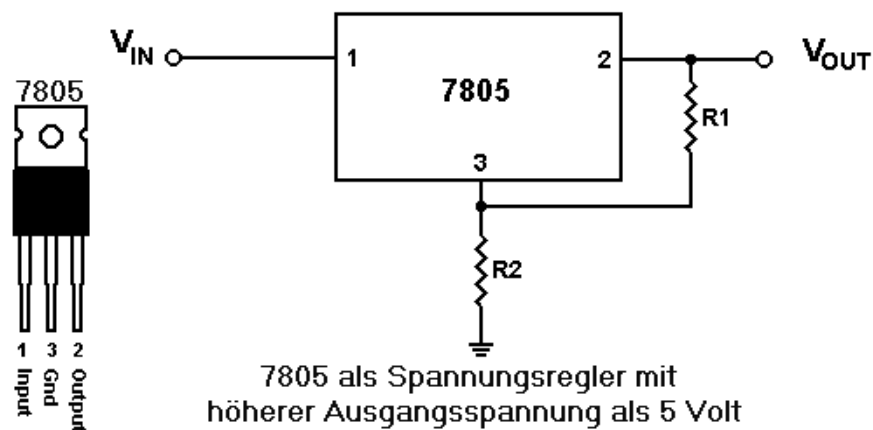 V_IN
1
7805
2
V_OUT
R1
3
R2
7805
1 3 2
Input
Gnd
Output
7805 als Spannungsregler mit
höherer Ausgangsspannung als 5 Volt